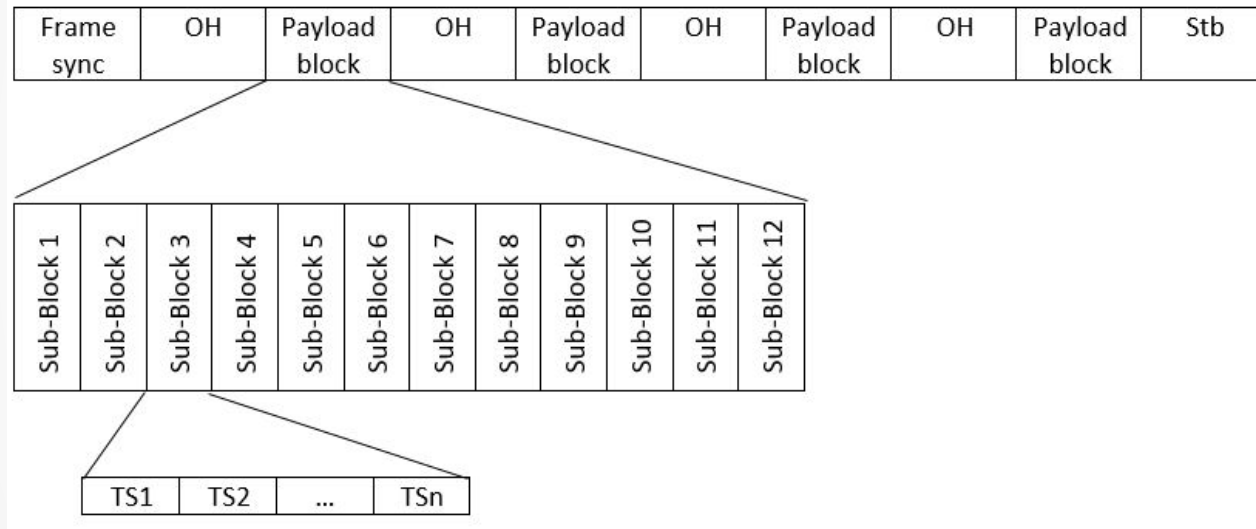 Frame sync OH Payload block OH Payload block OH Payload block OH Payload block Stb
Sub-Block 1 Sub-Block 2 Sub-Block 3 Sub-Block 4 Sub-Block 5 Sub-Block 6 Sub-Block 7 Sub-Block 8 Sub-Block 9 Sub-Block 10 Sub-Block 11 Sub-Block 12
TS1 TS2 ... TSn